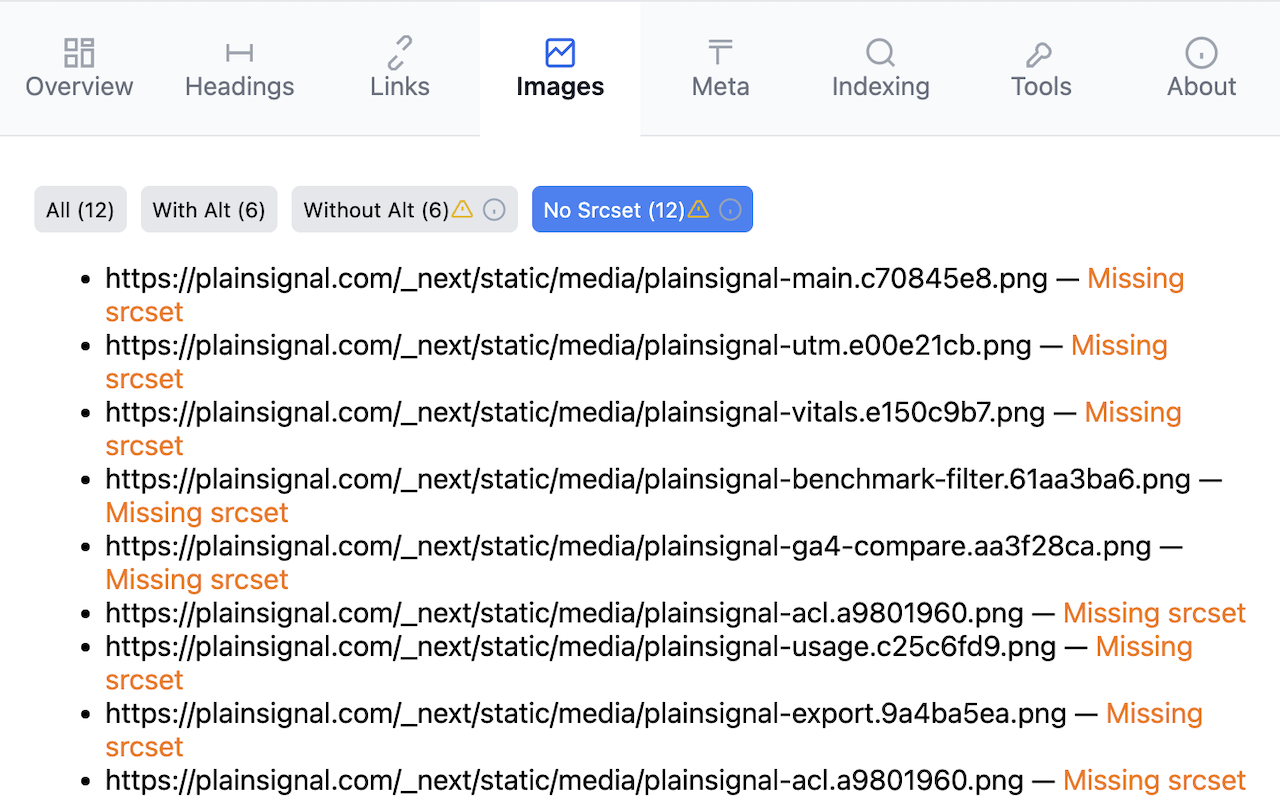 Overview Headings Links Images Meta Indexing Tools About
All (12) With Alt (6) Without Alt (6) No Srcset (12)
• https://plainsignal.com/_next/static/media/plainsignal-main.c70845e8.png — Missing
srcset
• https://plainsignal.com/_next/static/media/plainsignal-utm.e00e21cb.png — Missing
srcset
• https://plainsignal.com/_next/static/media/plainsignal-vitals.e150c9b7.png — Missing
srcset
• https://plainsignal.com/_next/static/media/plainsignal-benchmark-filter.61aa3ba6.png —
Missing srcset
• https://plainsignal.com/_next/static/media/plainsignal-ga4-compare.aa3f28ca.png —
Missing srcset
• https://plainsignal.com/_next/static/media/plainsignal-acl.a9801960.png — Missing srcset
• https://plainsignal.com/_next/static/media/plainsignal-usage.c25c6fd9.png — Missing
srcset
• https://plainsignal.com/_next/static/media/plainsignal-export.9a4ba5ea.png — Missing
srcset
• https://plainsignal.com/_next/static/media/plainsignal-acl.a9801960.png — Missing srcset